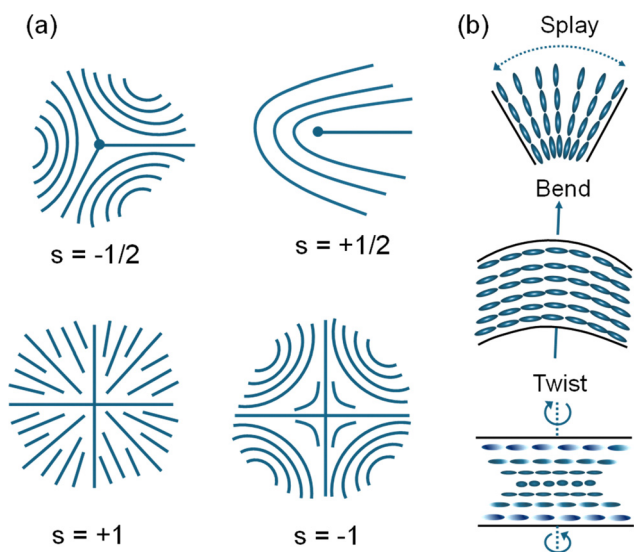 (a)
(b)
Splay
s = -1/2
s = +1/2
Bend
Twist
s = +1
s = -1